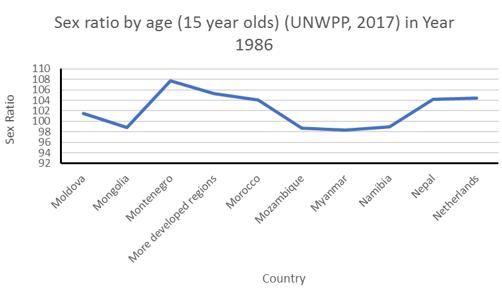 Sex ratio by age (15 year olds) (UNWPP, 2017) in Year
1986
Sex Ratio
110
108
106
104
102
100
98
96
94
92
Moldova
Mongolia
Montenegro
More developed regions
Morocco
Mozambique
Myanmar
Namibia
Nepal
Netherlands
Country